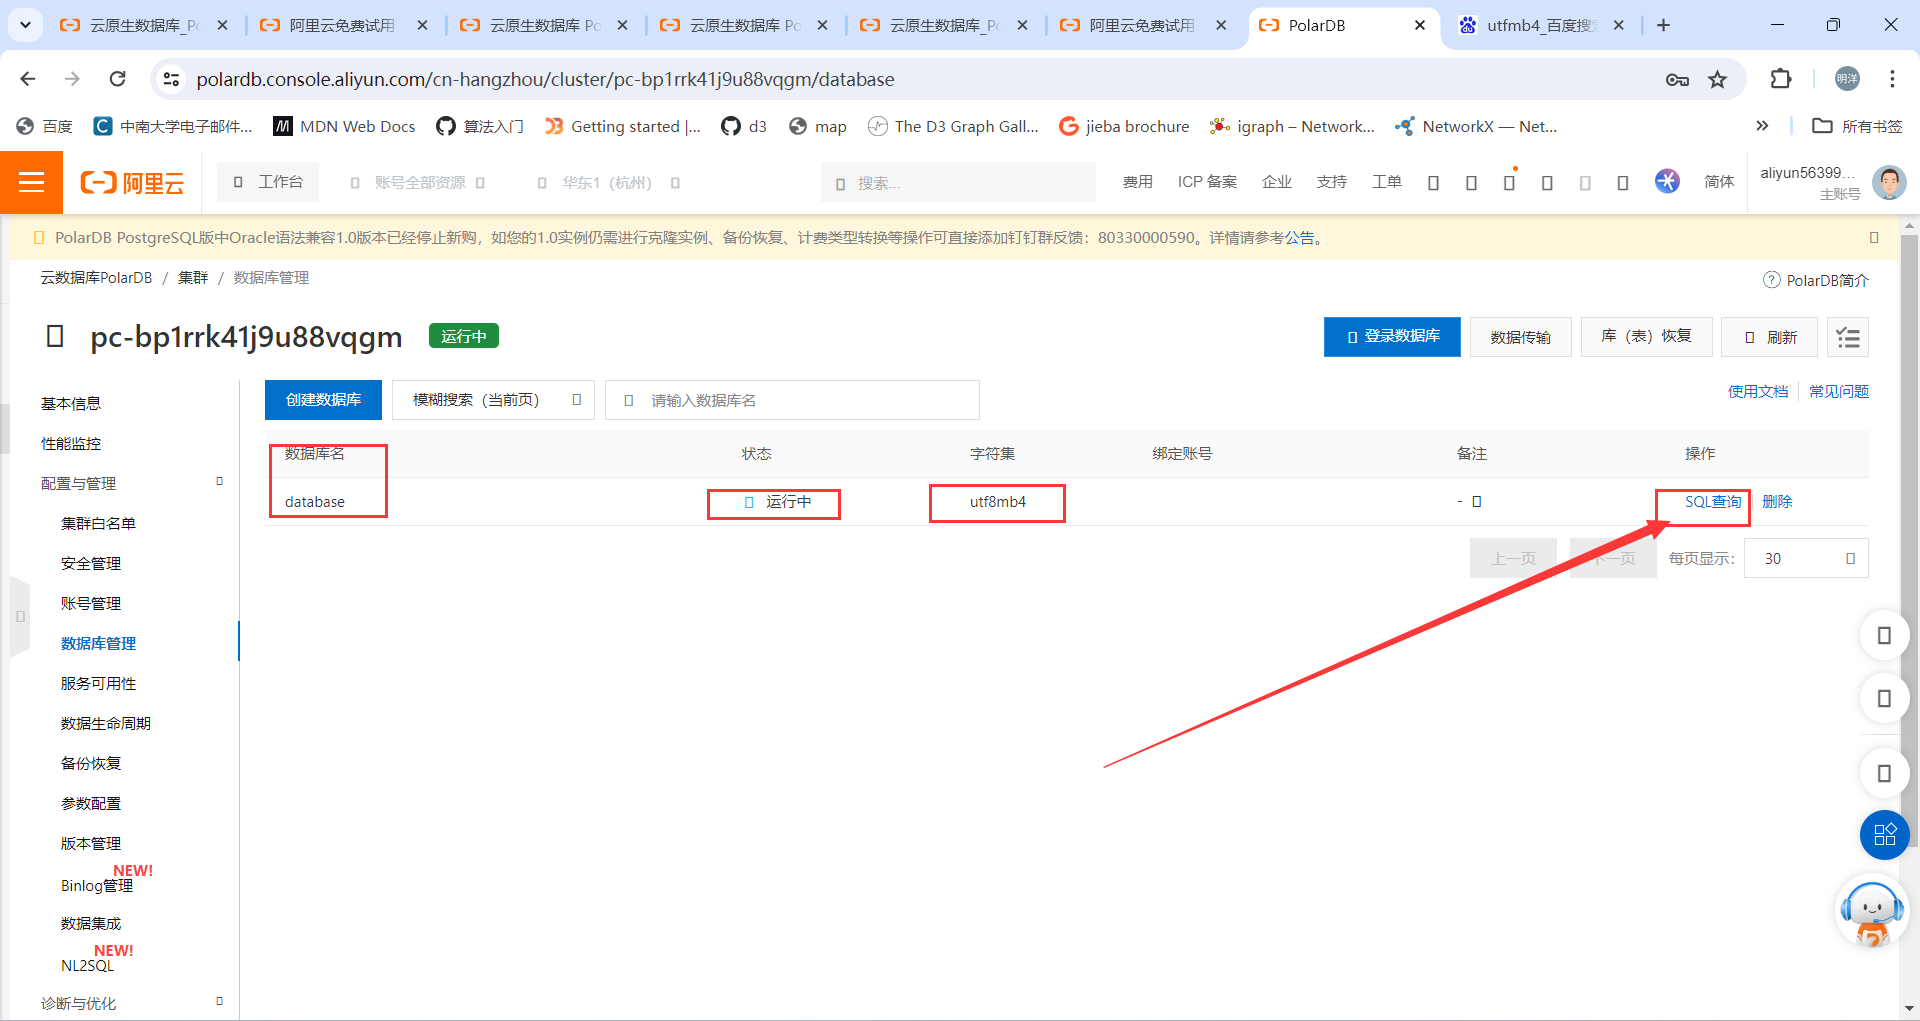 云原生数据库_Po
阿里云免费试用
云原生数据库 Po
云原生数据库 Po
云原生数据库_Po
阿里云免费试用
PolarDB
utfmb4_百度搜索
polardb.console.aliyun.com/cn-hangzhou/cluster/pc-bp1rrk41j9u88vqgm/database
明洋
百度
中南大学电子邮件...
MDN Web Docs
算法入门
Getting started |...
d3
map
The D3 Graph Gall...
jieba brochure
igraph – Network...
NetworkX — Net...
所有书签
阿里云
工作台
账号全部资源
华东1（杭州）
搜索...
费用
ICP 备案
企业
支持
工单
简体
aliyun56399...
主账号
PolarDB PostgreSQL版中Oracle语法兼容1.0版本已经停止新购，如您的1.0实例仍需进行克隆实例、备份恢复、计费类型转换等操作可直接添加钉钉群反馈：80330000590。详情请参考公告。
云数据库PolarDB / 集群 / 数据库管理
PolarDB简介
pc-bp1rrk41j9u88vqgm
运行中
登录数据库
数据传输
库（表）恢复
刷新
基本信息
性能监控
配置与管理
集群白名单
安全管理
账号管理
数据库管理
服务可用性
数据生命周期
备份恢复
参数配置
版本管理
NEW!
Binlog管理
数据集成
NEW!
NL2SQL
诊断与优化
创建数据库
模糊搜索（当前页）
请输入数据库名
使用文档
常见问题
数据库名
状态
字符集
绑定账号
备注
操作
database
运行中
utf8mb4
-
SQL查询
删除
上一页
下一页
每页显示：
30